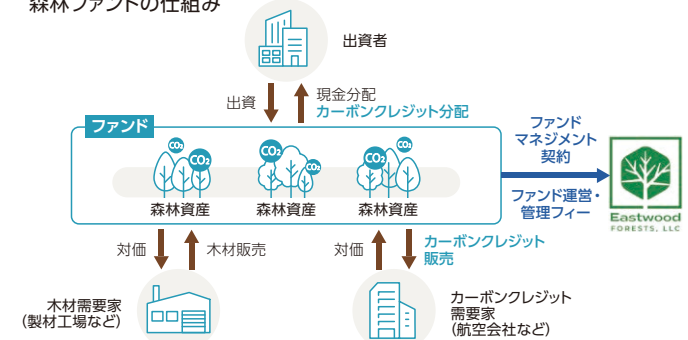 森林ファンドの仕組み
出資者
出資
現金分配
カーボンクレジット分配
ファンド
CO₂
CO₂
CO₂
CO₂
CO₂
CO₂
森林資産
森林資産
森林資産
ファンド
マネジメント
契約
ファンド運営・
管理フィー
Eastwood
FORESTS, LLC
対価
木材販売
対価
カーボンクレジット
販売
木材需要家
（製材工場など）
カーボンクレジット
需要家
（航空会社など）